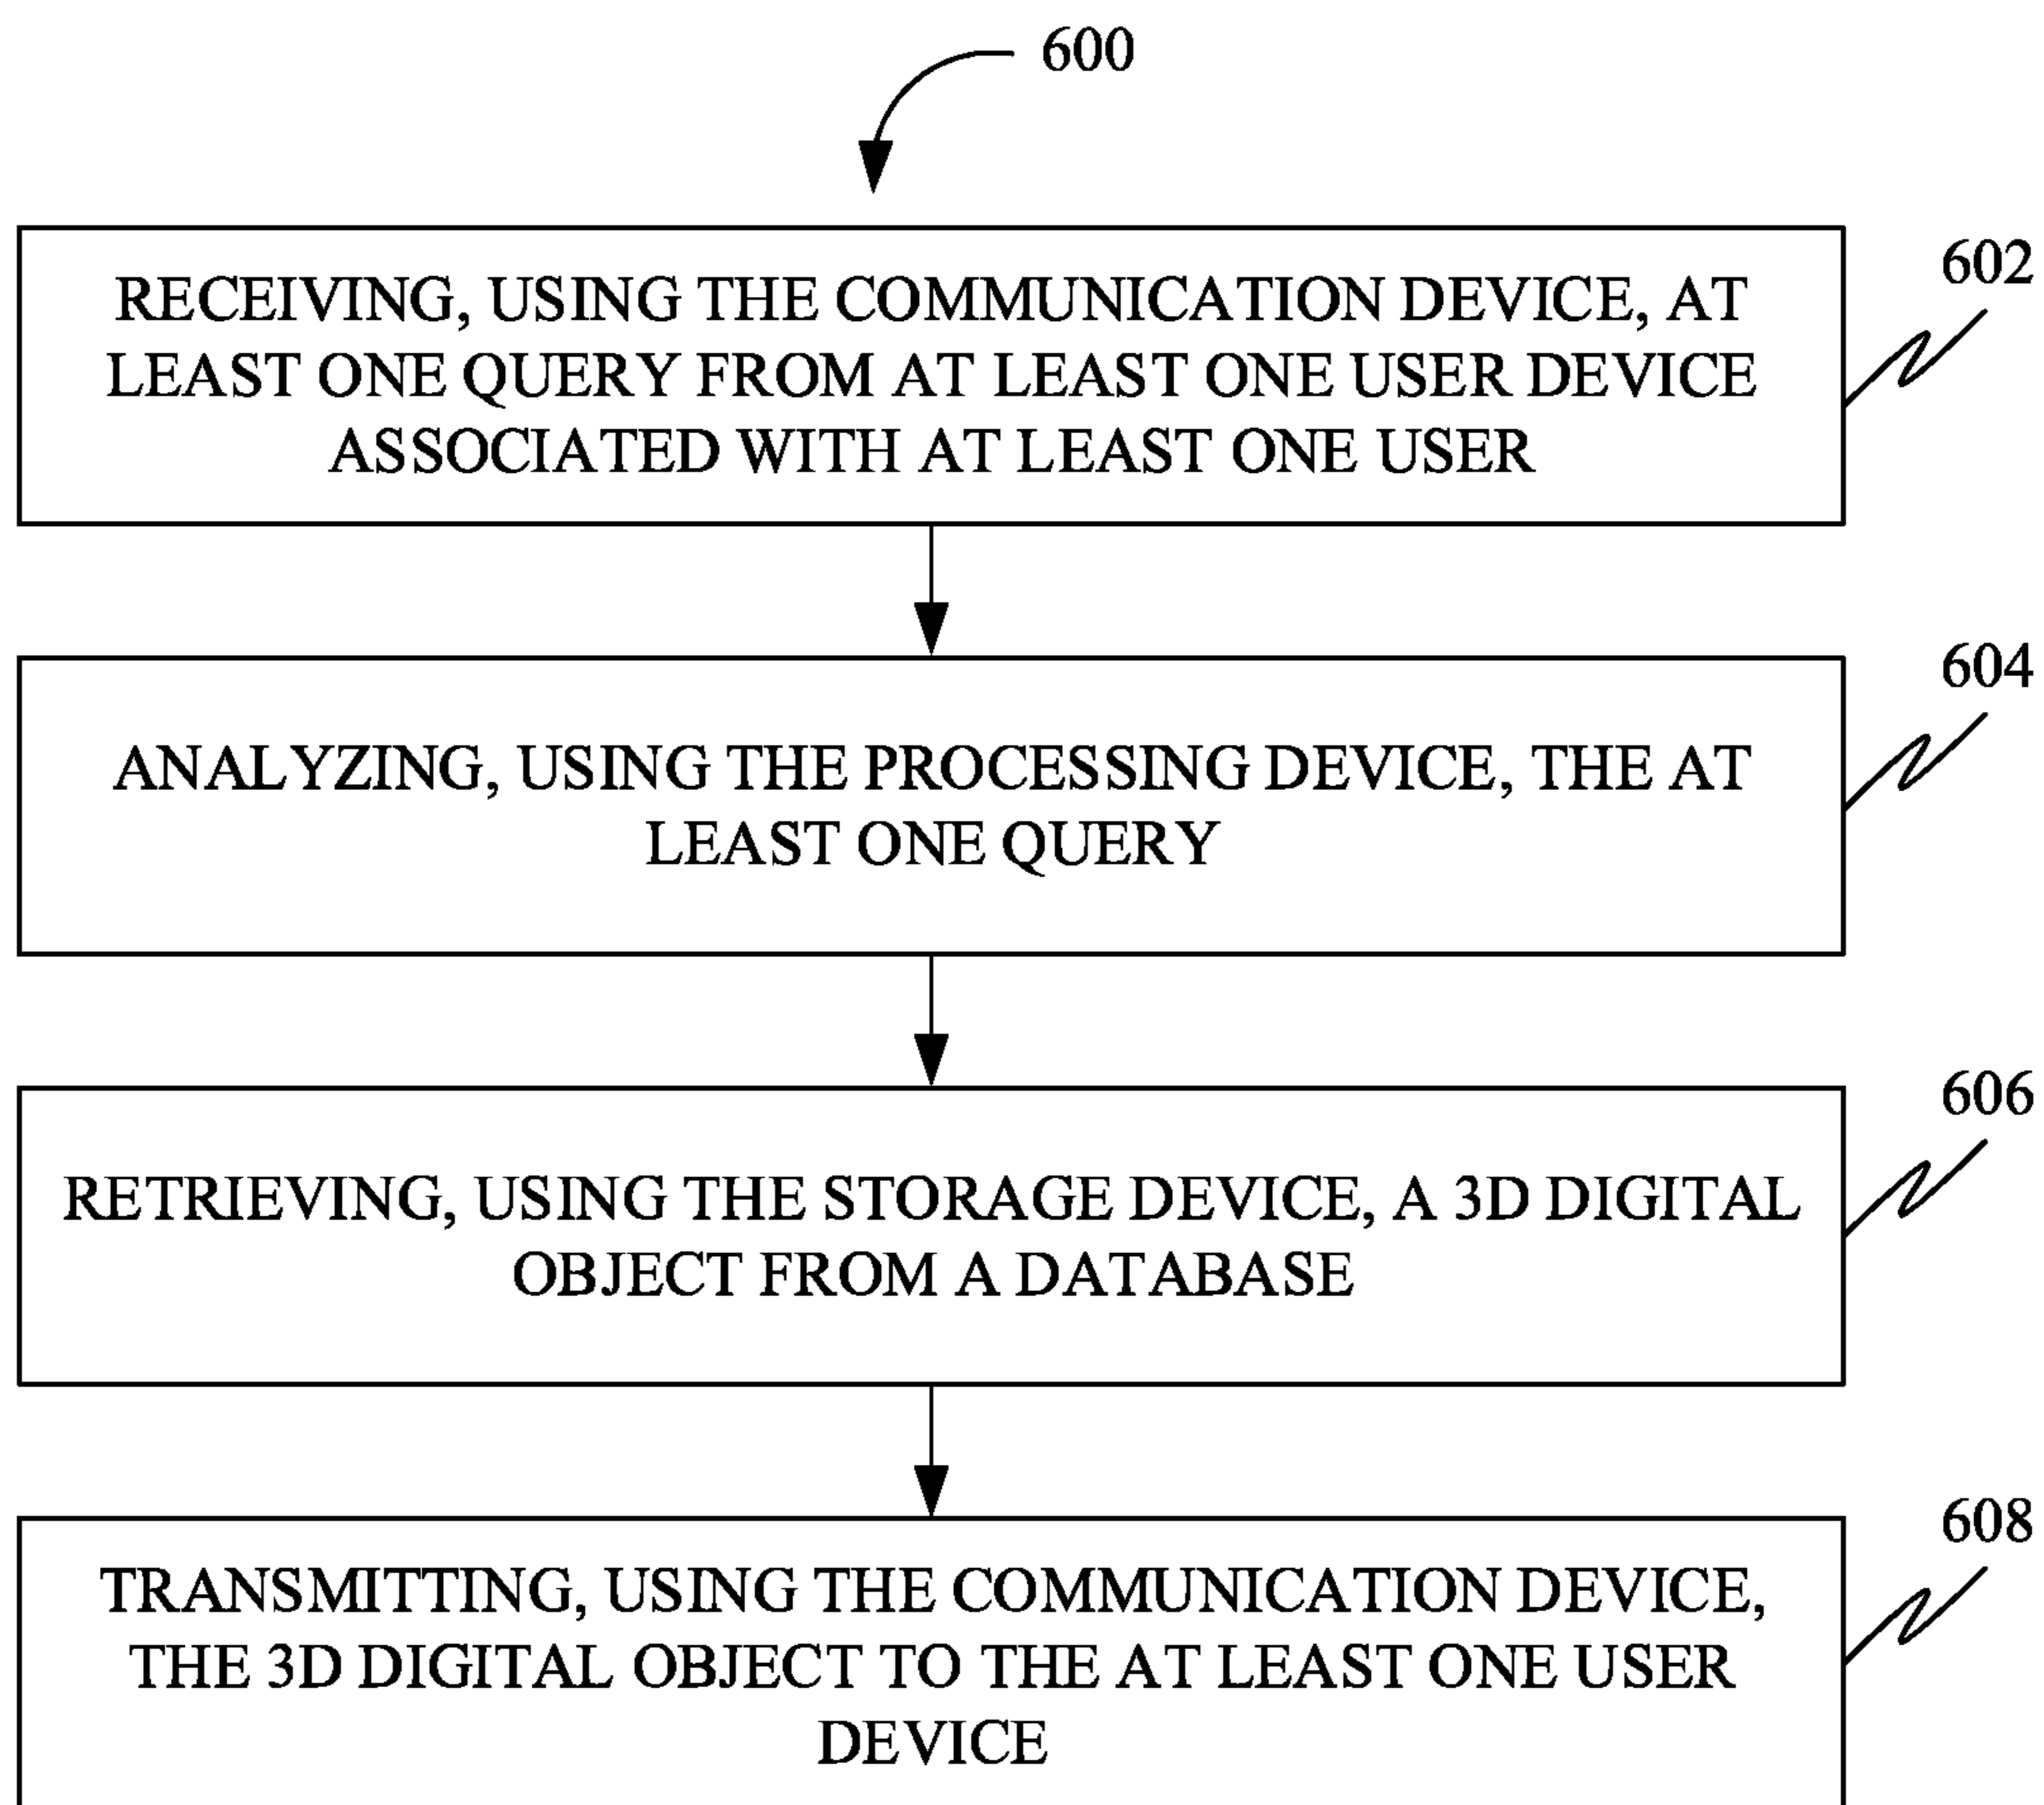 600
602
RECEIVING, USING THE COMMUNICATION DEVICE, AT
LEAST ONE QUERY FROM AT LEAST ONE USER DEVICE
ASSOCIATED WITH AT LEAST ONE USER
604
ANALYZING, USING THE PROCESSING DEVICE, THE AT
LEAST ONE QUERY
606
RETRIEVING, USING THE STORAGE DEVICE, A 3D DIGITAL
OBJECT FROM A DATABASE
608
TRANSMITTING, USING THE COMMUNICATION DEVICE,
THE 3D DIGITAL OBJECT TO THE AT LEAST ONE USER
DEVICE